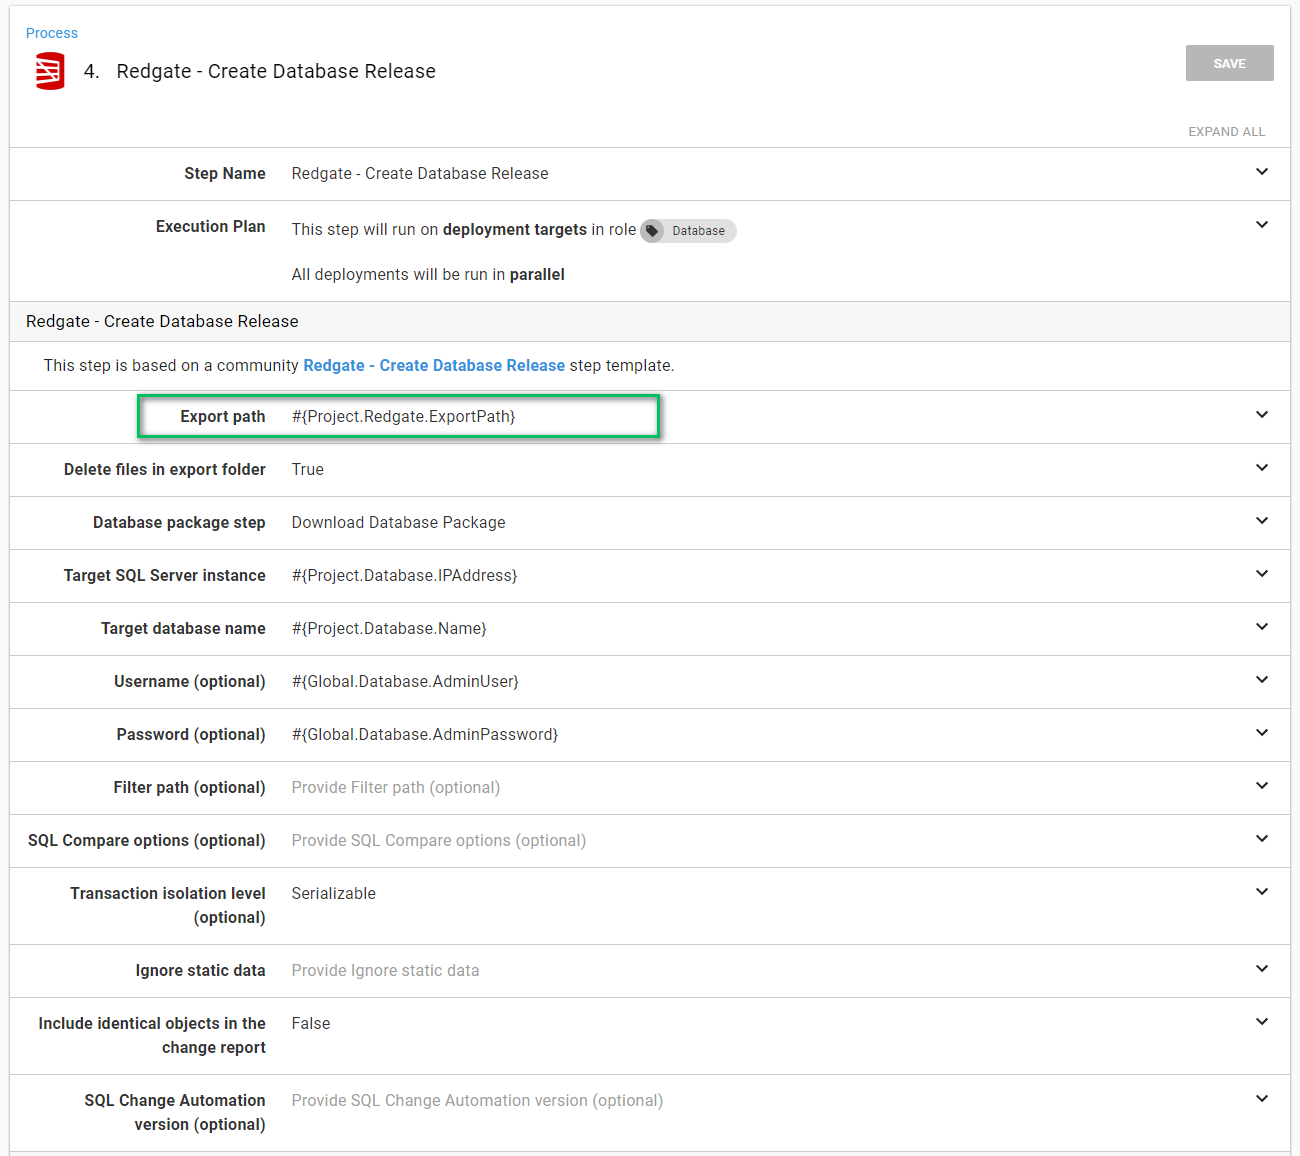 Process
4. Redgate - Create Database Release
SAVE
EXPAND ALL
Step Name Redgate - Create Database Release
Execution Plan This step will run on deployment targets in role Database
All deployments will be run in parallel
Redgate - Create Database Release
This step is based on a community Redgate - Create Database Release step template.
Export path #{Project.Redgate.ExportPath}
Delete files in export folder True
Database package step Download Database Package
Target SQL Server instance #{Project.Database.IPAddress}
Target database name #{Project.Database.Name}
Username (optional) #{Global.Database.AdminUser}
Password (optional) #{Global.Database.AdminPassword}
Filter path (optional) Provide Filter path (optional)
SQL Compare options (optional) Provide SQL Compare options (optional)
Transaction isolation level Serializable
(optional)
Ignore static data Provide Ignore static data
Include identical objects in the False
change report
SQL Change Automation Provide SQL Change Automation version (optional)
version (optional)